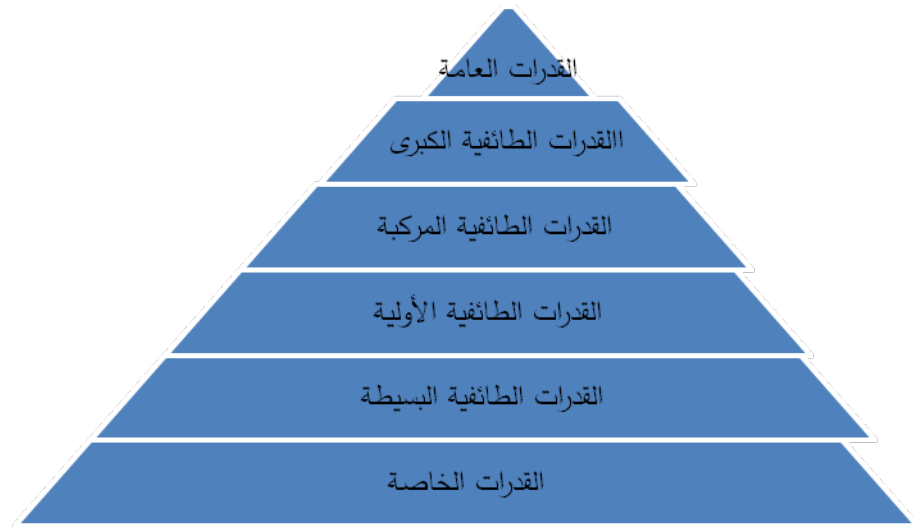 القدرات العامة
االقدرات الطائفية الكبرى
القدرات الطائفية المركبة
القدرات الطائفية الأولية
القدرات الطائفية البسيطة
القدرات الخاصة